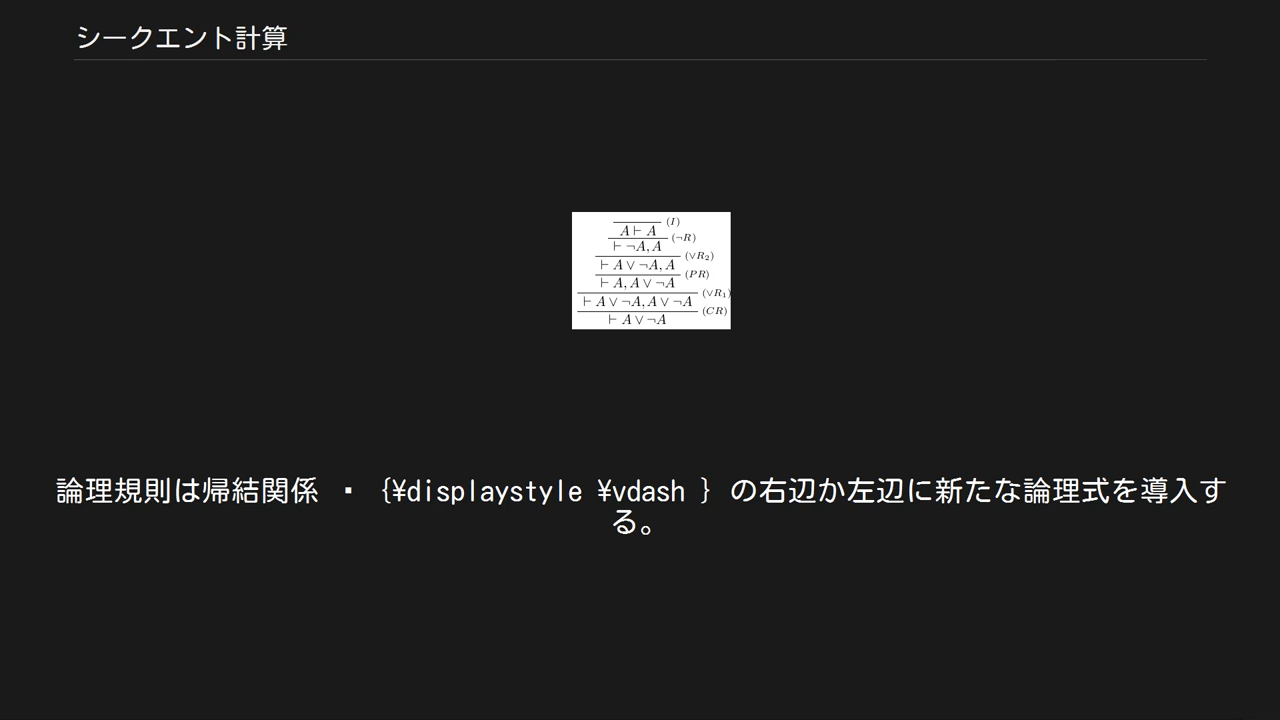 シークエント計算
(I)
A ⊢ A
(¬R)
⊢ ¬A, A
(∨R₂)
⊢ A ∨ ¬A, A
(PR)
⊢ A, A ∨ ¬A
(∨R₁)
⊢ A ∨ ¬A, A ∨ ¬A
(CR)
⊢ A ∨ ¬A
論理規則は帰結関係 ・ {¥displaystyle ¥vdash } の右辺か左辺に新たな論理式を導入す
る。